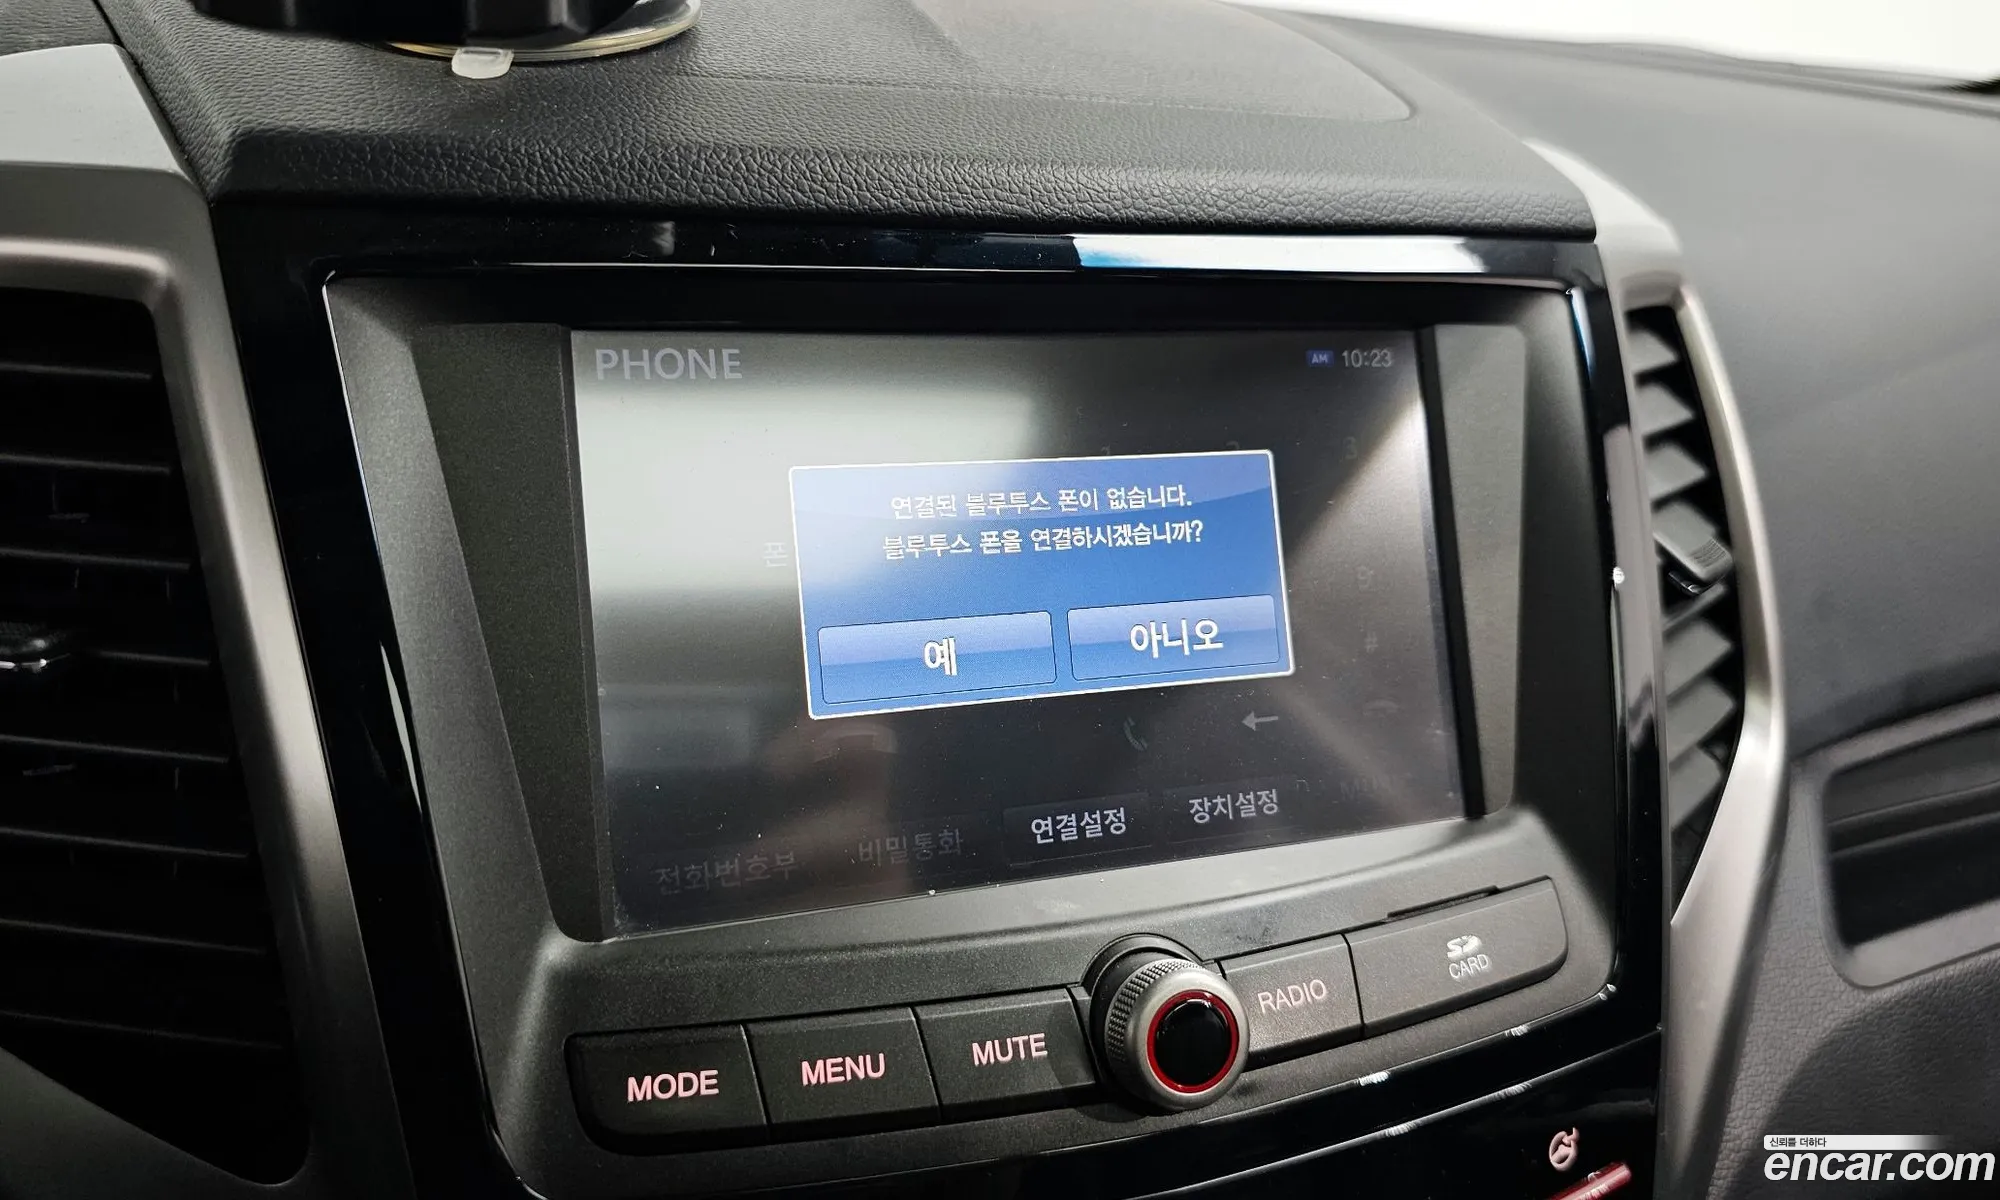 PHONE
AM 10:23
연결된 블루투스 폰이 없습니다.
블루투스 폰을 연결하시겠습니까?
폰
예
아니오
전화번호부
비밀통화
연결설정
장치설정
MODE
MENU
MUTE
RADIO
SD
CARD
신뢰를 더하다
encar.com